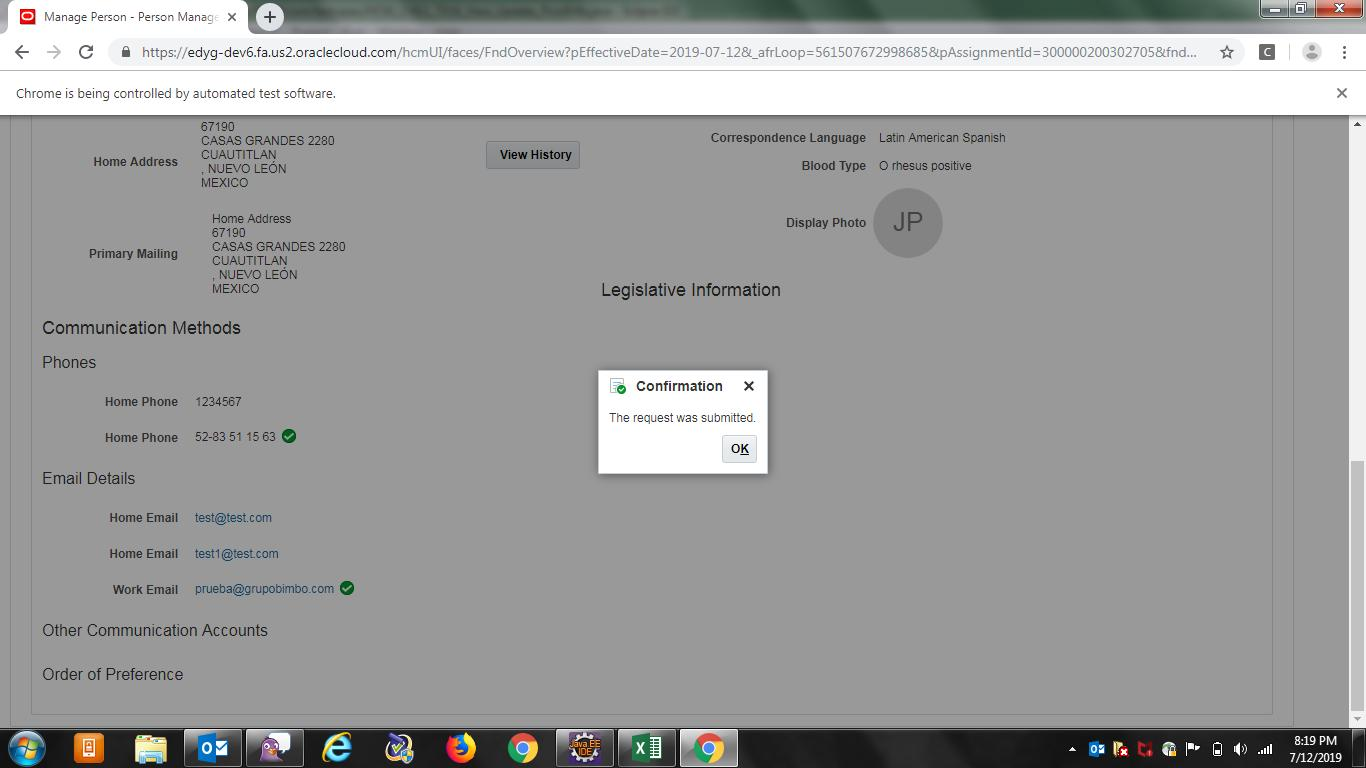 Manage Person - Person Manage
https://edyg-dev6.fa.us2.oraclecloud.com/hcmUI/faces/FndOverview?pEffectiveDate=2019-07-12&_afrLoop=561507672998685&pAssignmentId=300000200302705&fnd...
C
Chrome is being controlled by automated test software.
Home Address
67190
CASAS GRANDES 2280
CUAUTITLAN
, NUEVO LEÓN
MEXICO
View History
Primary Mailing
Home Address
67190
CASAS GRANDES 2280
CUAUTITLAN
, NUEVO LEÓN
MEXICO
Correspondence Language Latin American Spanish
Blood Type O rhesus positive
Display Photo JP
Legislative Information
Communication Methods
Phones
Home Phone 1234567
Home Phone 52-83 51 15 63
Email Details
Home Email test@test.com
Home Email test1@test.com
Work Email prueba@grupobimbo.com
Other Communication Accounts
Order of Preference
Confirmation
The request was submitted.
OK
Java EE
IDE
8:19 PM
7/12/2019